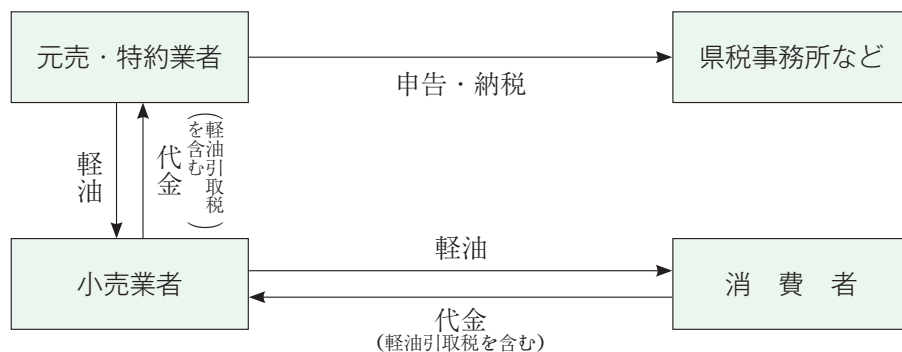 元売・特約業者
県税事務所など
申告・納税
軽油
代金
(軽油引取税
を含む)
小売業者
軽油
消　費　者
代金
(軽油引取税を含む)